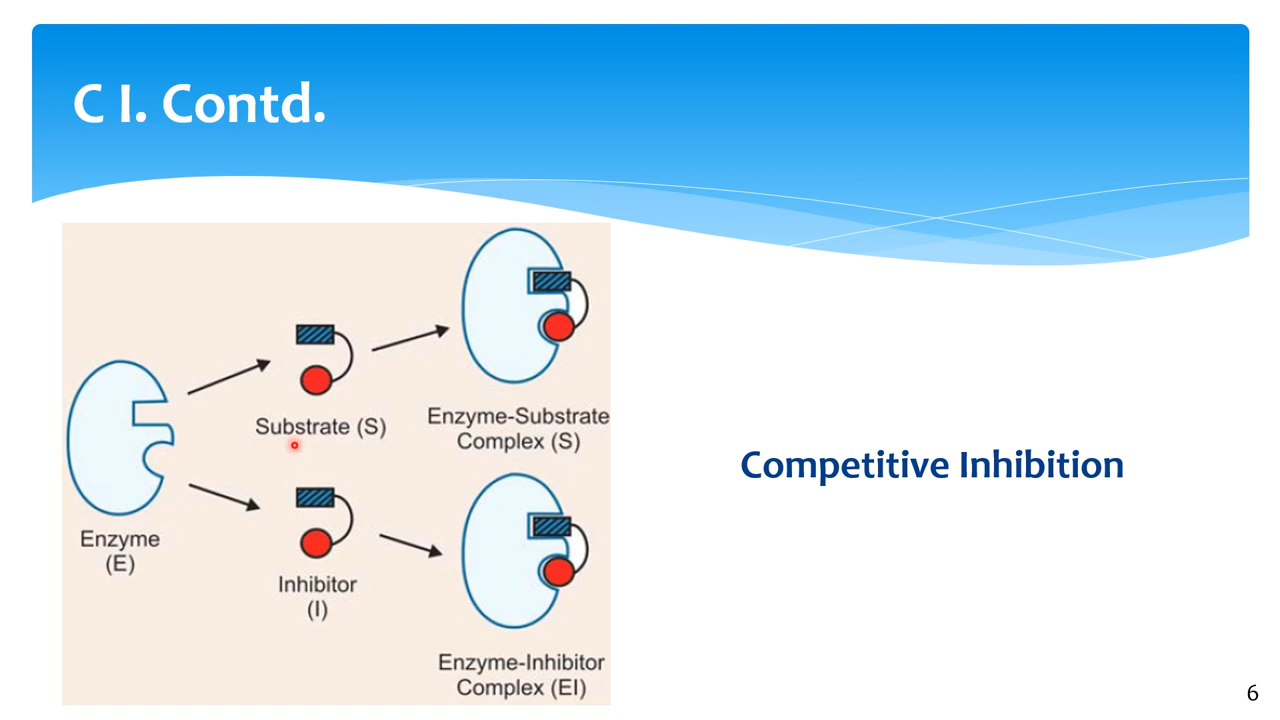 C I. Contd.
Substrate (S)
Enzyme-Substrate
Complex (S)
Enzyme
(E)
Inhibitor
(I)
Enzyme-Inhibitor
Complex (EI)
Competitive Inhibition
6